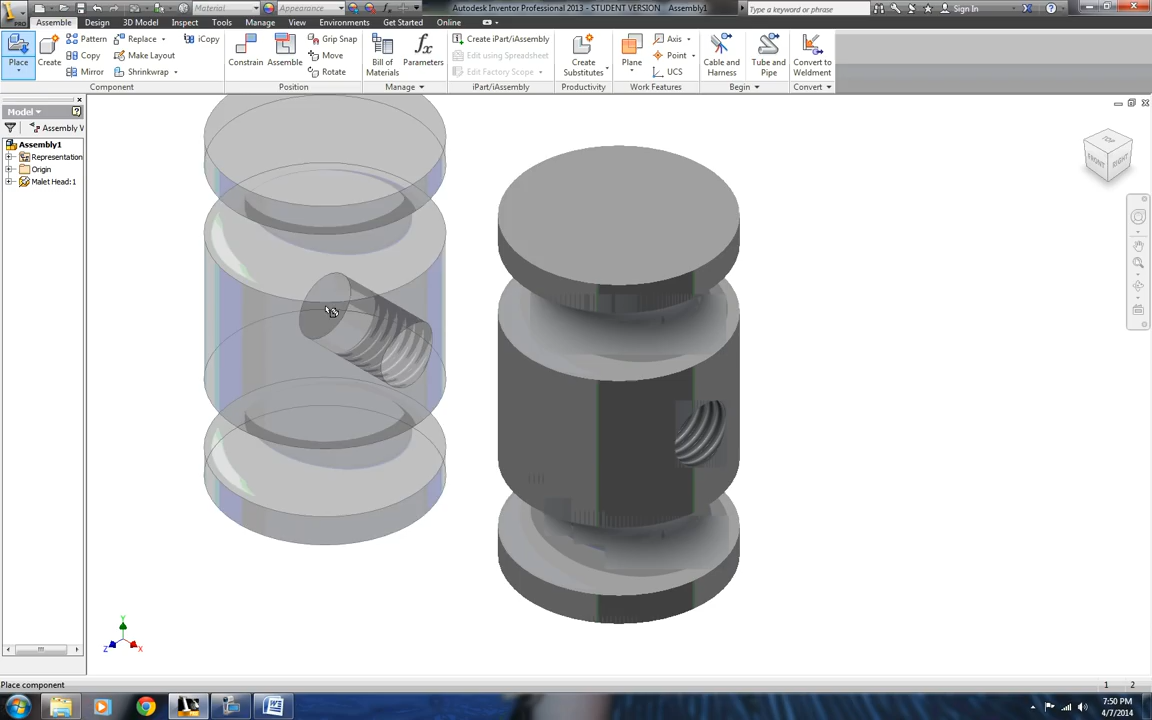 Autodesk Inventor Professional 2013 – STUDENT VERSION Assembly1
Material
Appearance
Type a keyword or phrase
Sign In
PRO
Assemble Design 3D Model Inspect Tools Manage View Environments Get Started Online
Place
Create
Pattern
Copy
Mirror
Replace
Make Layout
Shrinkwrap
iCopy
Component
Constrain
Assemble
Grip Snap
Move
Rotate
Position
Bill of Materials
Parameters
Manage
Create iPart/iAssembly
Edit using Spreadsheet
Edit Factory Scope
iPart/iAssembly
Create Substitutes
Productivity
Plane
Axis
Point
UCS
Work Features
Cable and Harness
Tube and Pipe
Begin
Convert to Weldment
Convert
Model
Assembly V
Assembly1
Representation
Origin
Malet Head:1
TOP
FRONT
RIGHT
Y
Z
X
Place component
1 2
7:50 PM
4/7/2014